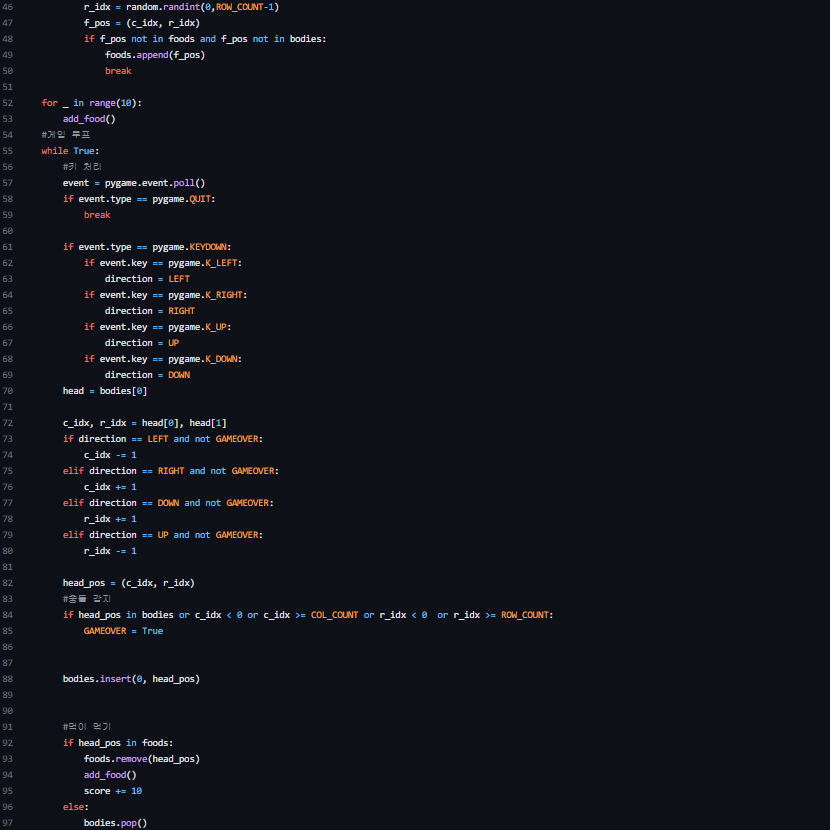 46 r_idx = random.randint(0,ROW_COUNT-1)
47 f_pos = (c_idx, r_idx)
48 if f_pos not in foods and f_pos not in bodies:
49 foods.append(f_pos)
50 break
51
52 for _ in range(10):
53 add_food()
54 #게임 루프
55 while True:
56 #키 처리
57 event = pygame.event.poll()
58 if event.type == pygame.QUIT:
59 break
60
61 if event.type == pygame.KEYDOWN:
62 if event.key == pygame.K_LEFT:
63 direction = LEFT
64 if event.key == pygame.K_RIGHT:
65 direction = RIGHT
66 if event.key == pygame.K_UP:
67 direction = UP
68 if event.key == pygame.K_DOWN:
69 direction = DOWN
70 head = bodies[0]
71
72 c_idx, r_idx = head[0], head[1]
73 if direction == LEFT and not GAMEOVER:
74 c_idx -= 1
75 elif direction == RIGHT and not GAMEOVER:
76 c_idx += 1
77 elif direction == DOWN and not GAMEOVER:
78 r_idx += 1
79 elif direction == UP and not GAMEOVER:
80 r_idx -= 1
81
82 head_pos = (c_idx, r_idx)
83 #충돌 감지
84 if head_pos in bodies or c_idx < 0 or c_idx >= COL_COUNT or r_idx < 0  or r_idx >= ROW_COUNT:
85 GAMEOVER = True
86
87
88 bodies.insert(0, head_pos)
89
90
91 #먹이 먹기
92 if head_pos in foods:
93 foods.remove(head_pos)
94 add_food()
95 score += 10
96 else:
97 bodies.pop()